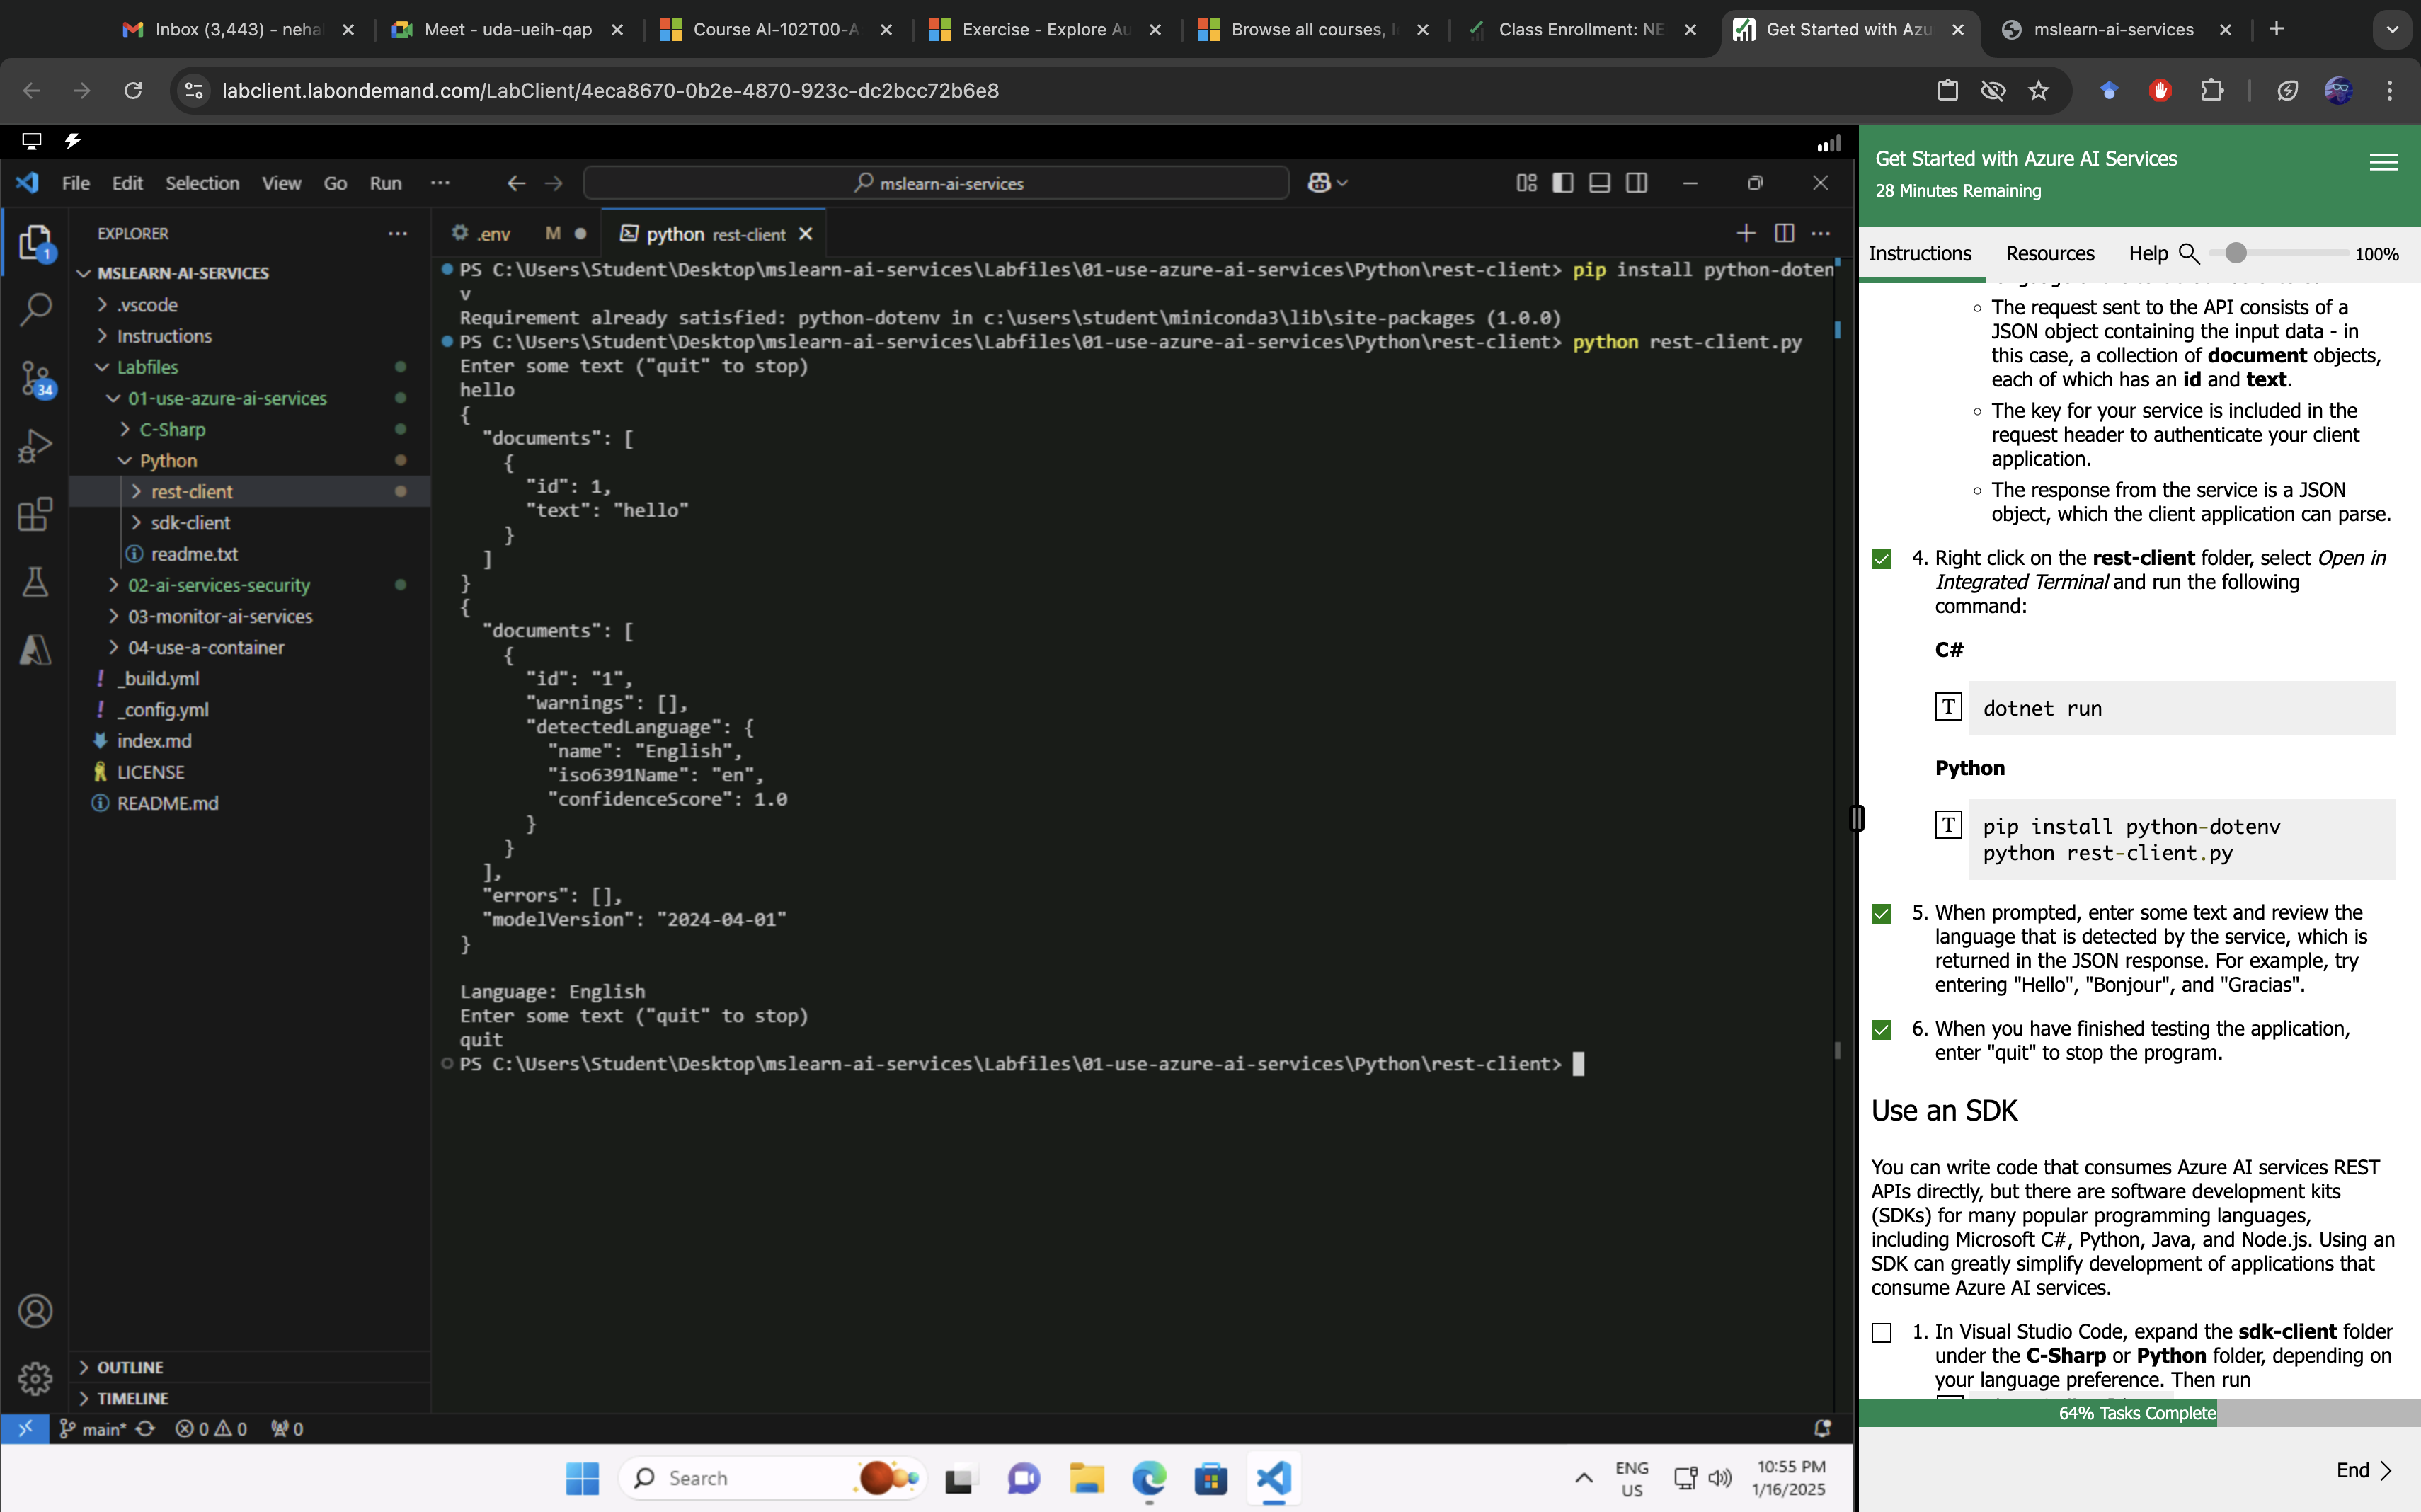 Inbox (3,443) - neha
Meet - uda-ueih-qap
Course AI-102T00-A
Exercise - Explore Au
Browse all courses, l
Class Enrollment: NE
Get Started with Azu
mslearn-ai-services
labclient.labondemand.com/LabClient/4eca8670-0b2e-4870-923c-dc2bcc72b6e8
File Edit Selection View Go Run ···
mslearn-ai-services
EXPLORER
1
34
MSLEARN-AI-SERVICES
.vscode
Instructions
Labfiles
01-use-azure-ai-services
C-Sharp
Python
rest-client
sdk-client
readme.txt
02-ai-services-security
03-monitor-ai-services
04-use-a-container
! _build.yml
! _config.yml
index.md
LICENSE
README.md
OUTLINE
TIMELINE
.env M
python rest-client
PS C:\Users\Student\Desktop\mslearn-ai-services\Labfiles\01-use-azure-ai-services\Python\rest-client> pip install python-doten
v
Requirement already satisfied: python-dotenv in c:\users\student\miniconda3\lib\site-packages (1.0.0)
PS C:\Users\Student\Desktop\mslearn-ai-services\Labfiles\01-use-azure-ai-services\Python\rest-client> python rest-client.py
Enter some text ("quit" to stop)
hello
{
"documents": [
{
"id": 1,
"text": "hello"
}
]
}
{
"documents": [
{
"id": "1",
"warnings": [],
"detectedLanguage": {
"name": "English",
"iso6391Name": "en",
"confidenceScore": 1.0
}
}
],
"errors": [],
"modelVersion": "2024-04-01"
}
Language: English
Enter some text ("quit" to stop)
quit
PS C:\Users\Student\Desktop\mslearn-ai-services\Labfiles\01-use-azure-ai-services\Python\rest-client>
main* 0 0 0
Search
ENG
US
10:55 PM
1/16/2025
Get Started with Azure AI Services
28 Minutes Remaining
Instructions Resources Help 100%
The request sent to the API consists of a
JSON object containing the input data - in
this case, a collection of document objects,
each of which has an id and text.
The key for your service is included in the
request header to authenticate your client
application.
The response from the service is a JSON
object, which the client application can parse.
4. Right click on the rest-client folder, select Open in
Integrated Terminal and run the following
command:
C#
T dotnet run
Python
T pip install python-dotenv
python rest-client.py
5. When prompted, enter some text and review the
language that is detected by the service, which is
returned in the JSON response. For example, try
entering "Hello", "Bonjour", and "Gracias".
6. When you have finished testing the application,
enter "quit" to stop the program.
Use an SDK
You can write code that consumes Azure AI services REST
APIs directly, but there are software development kits
(SDKs) for many popular programming languages,
including Microsoft C#, Python, Java, and Node.js. Using an
SDK can greatly simplify development of applications that
consume Azure AI services.
1. In Visual Studio Code, expand the sdk-client folder
under the C-Sharp or Python folder, depending on
your language preference. Then run
64% Tasks Complete
End